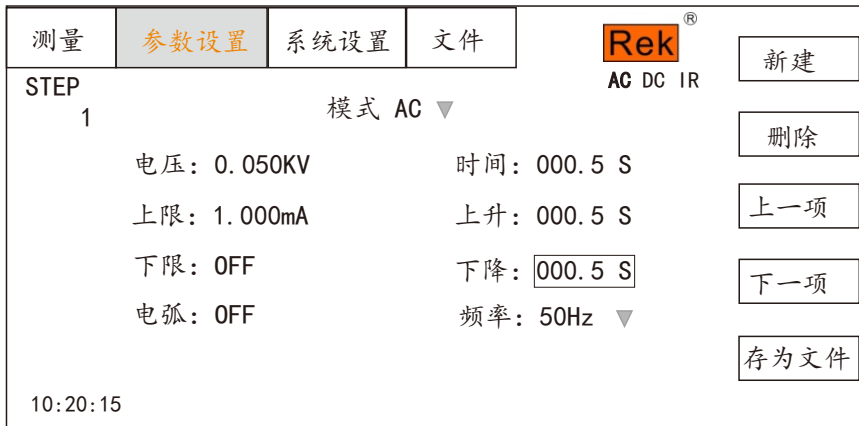 测量 参数设置 系统设置 文件
Rek®
AC DC IR
STEP
1
模式 AC ▼
电压: 0.050KV
时间: 000.5 S
上限: 1.000mA
上升: 000.5 S
下限: OFF
下降: 000.5 S
电弧: OFF
频率: 50Hz ▼
新建
删除
上一项
下一项
存为文件
10:20:15